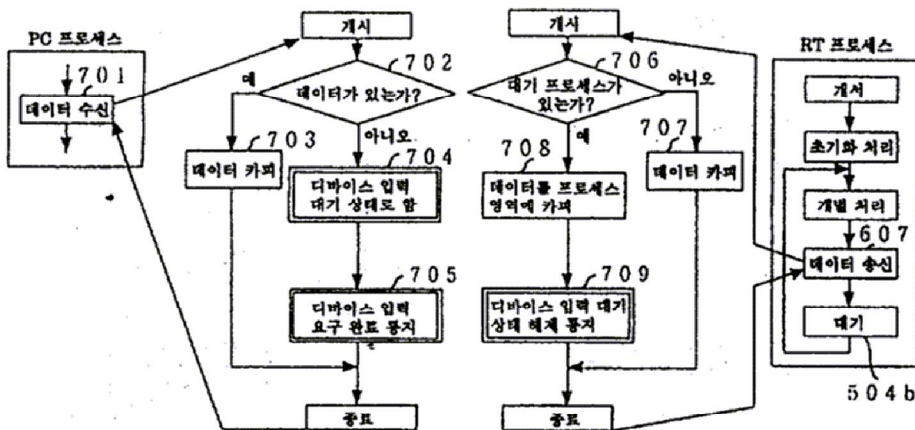 PC 프로세스
701
데이터 수신
개시
702
데이터가 있는가?
예
아니오
703
데이터 카피
704
디바이스 입력
대기 상태로 함
705
디바이스 입력
요구 완료 통지
종료
개시
706
대기 프로세스가
있는가?
아니오
예
707
데이터 카피
708
데이터를 프로세스
영역에 카피
709
디바이스 입력 대기
상태 해제 통지
종료
RT 프로세스
개서
초기화 처리
개별 처리
607
데이터 송신
대기
504b